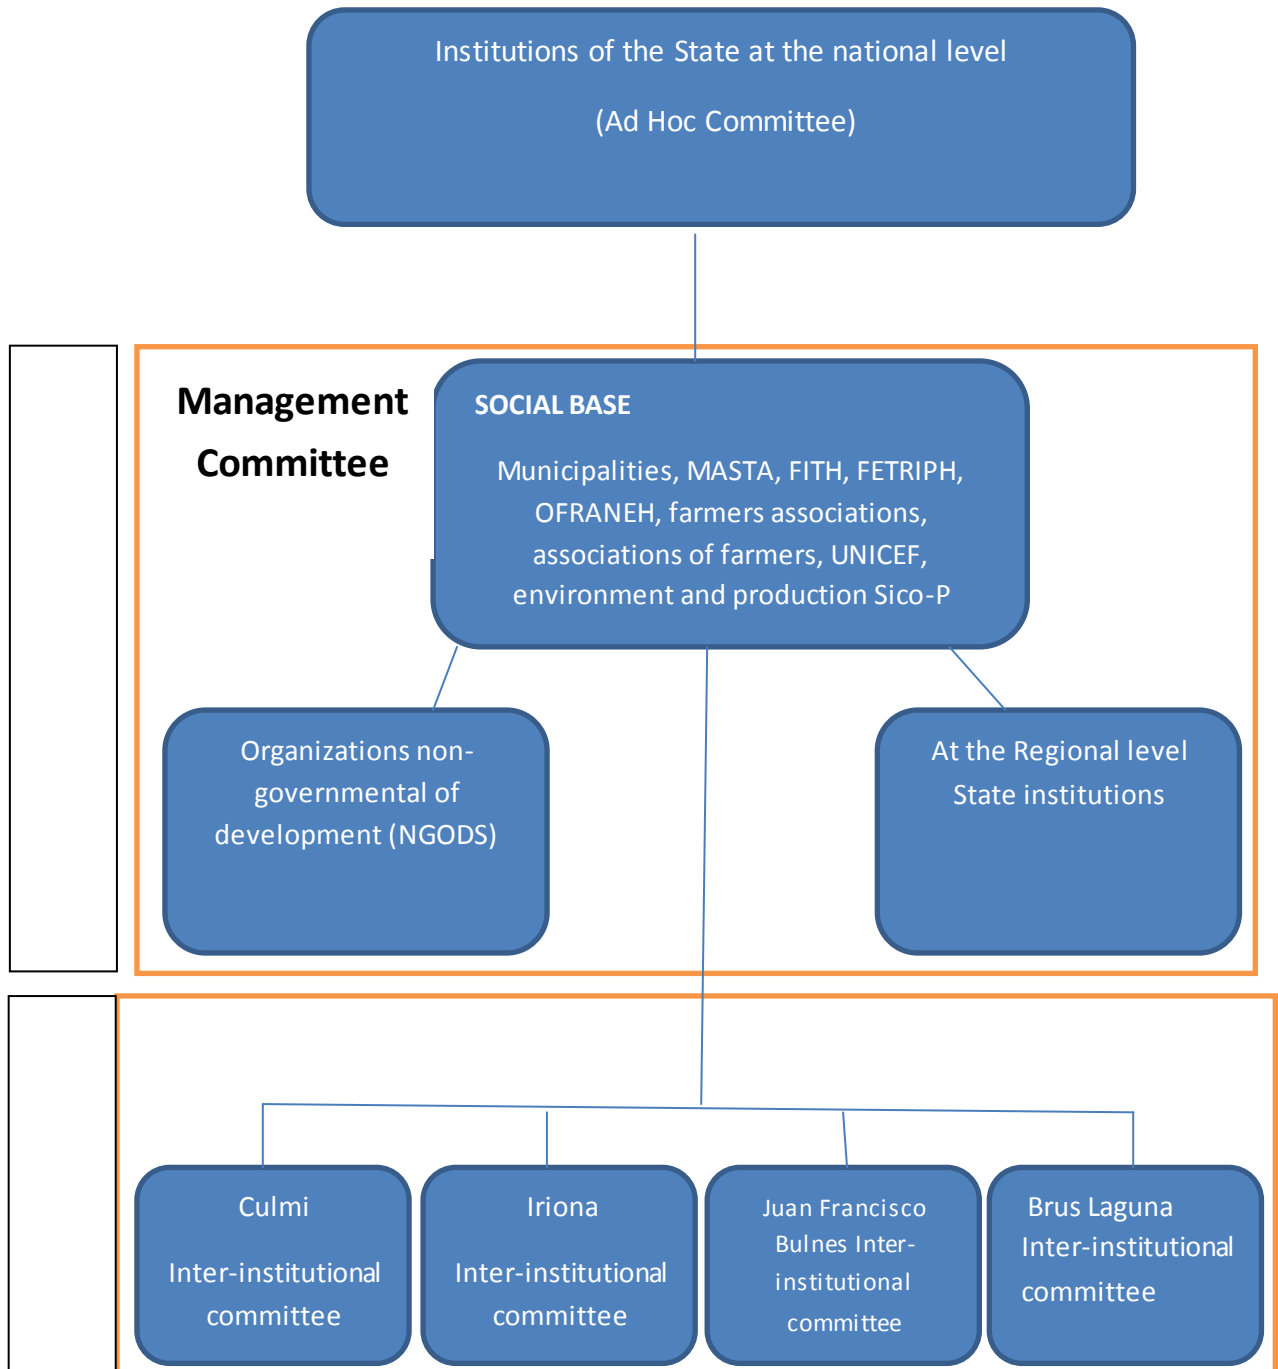 Institutions of the State at the national level
(Ad Hoc Committee)
Management
Committee
SOCIAL BASE
Municipalities, MASTA, FITH, FETRIPH,
OFRANEH, farmers associations,
associations of farmers, UNICEF,
environment and production Sico-P
Organizations non-
governmental of
development (NGODS)
At the Regional level
State institutions
Culmi
Inter-institutional
committee
Iriona
Inter-institutional
committee
Juan Francisco
Bulnes Inter-
institutional
committee
Brus Laguna
Inter-institutional
committee